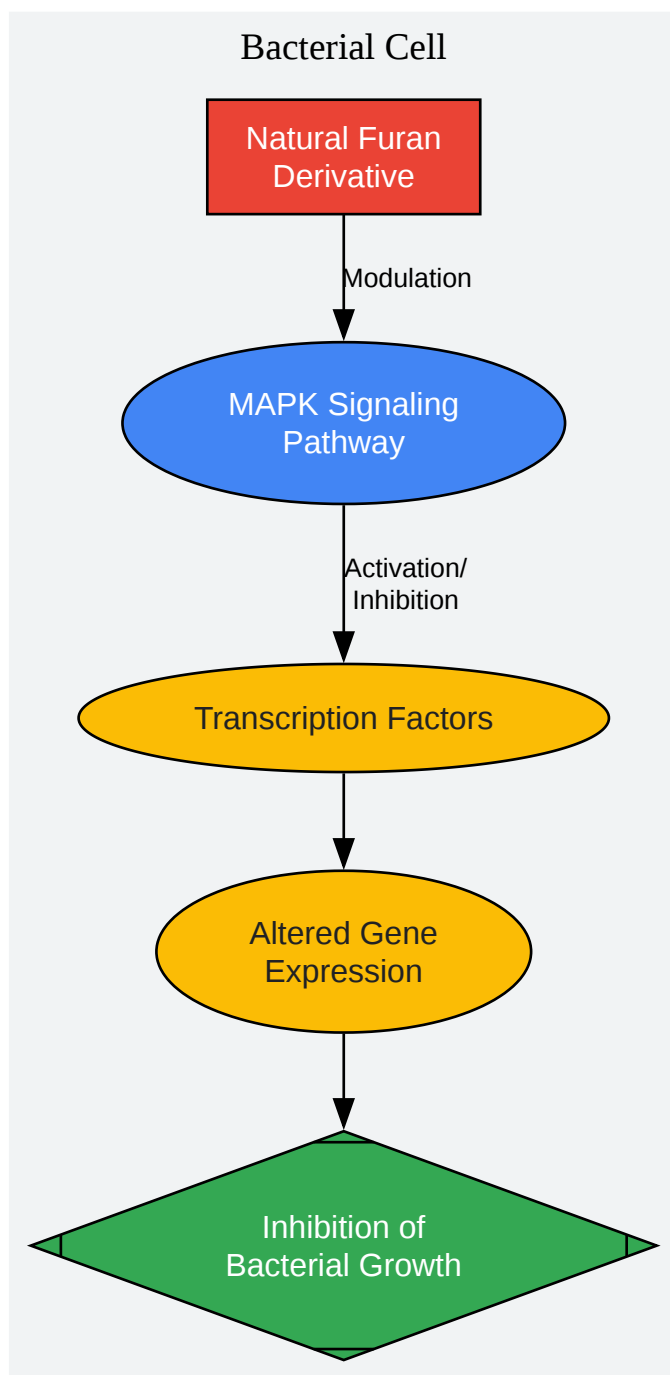 Bacterial Cell
Natural Furan
Derivative
Modulation
MAPK Signaling
Pathway
Activation/
Inhibition
Transcription Factors
Altered Gene
Expression
Inhibition of
Bacterial Growth